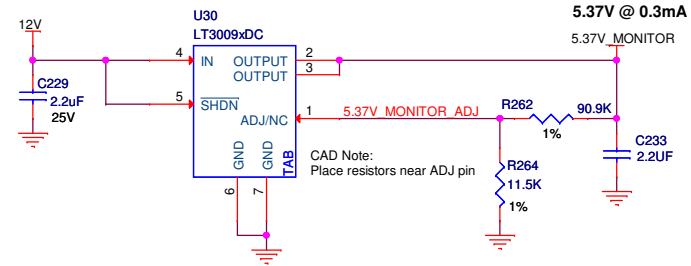 5.37V @ 0.3mA
12V
U30
LT3009xDC
5.37V_MONITOR
4
IN
OUTPUT
2
OUTPUT
3
C229
2.2uF
25V
5
SHDN
ADJ/NC
1
5.37V_MONITOR_ADJ
R262
90.9K
1%
C233
2.2UF
GND
GND
TAB
CAD Note:
Place resistors near ADJ pin
R264
11.5K
1%
6
7